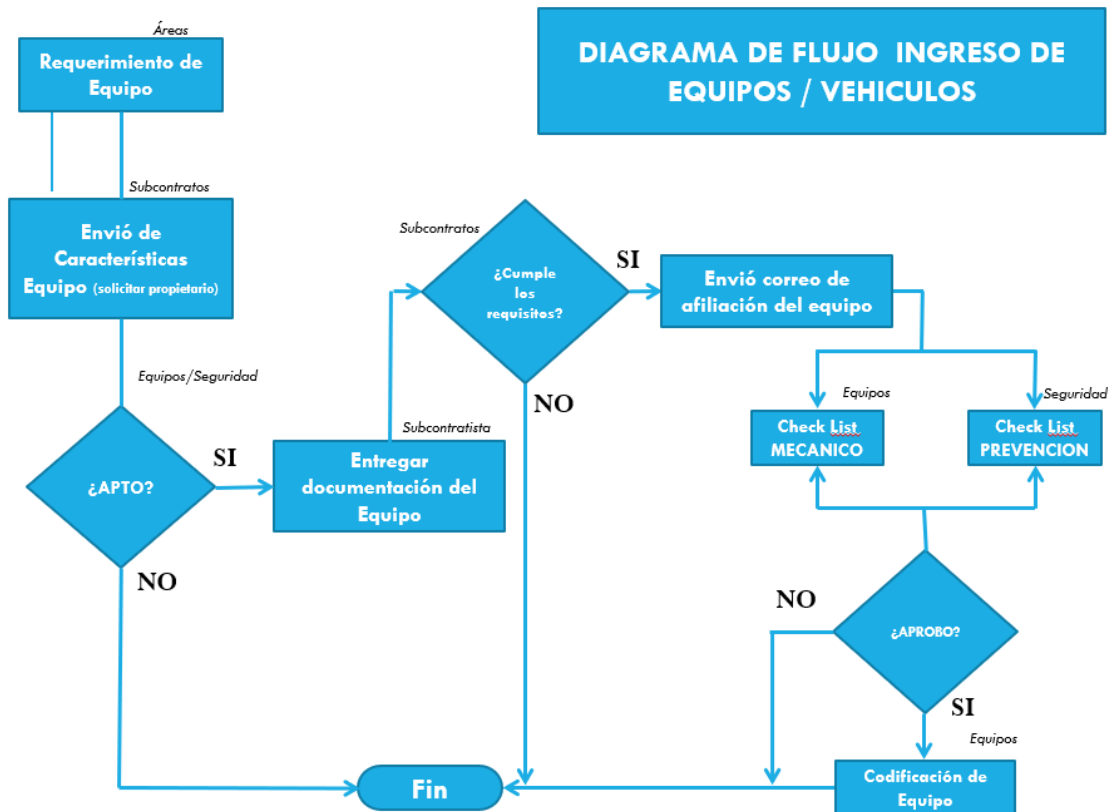 DIAGRAMA DE FLUJO INGRESO DE
EQUIPOS / VEHICULOS
Áreas
Requerimiento de
Equipo
Subcontratos
Envió de
Características
Equipo (solicitar propietario)
Equipos/Seguridad
¿APTO?
SI
NO
Subcontratista
Entregar
documentación del
Equipo
Subcontratos
¿Cumple
los
requisitos?
SI
NO
Envió correo de
afiliación del equipo
Equipos
Check List
MECANICO
Seguridad
Check List
PREVENCION
¿APROBO?
NO
SI
Equipos
Codificación de
Equipo
Fin